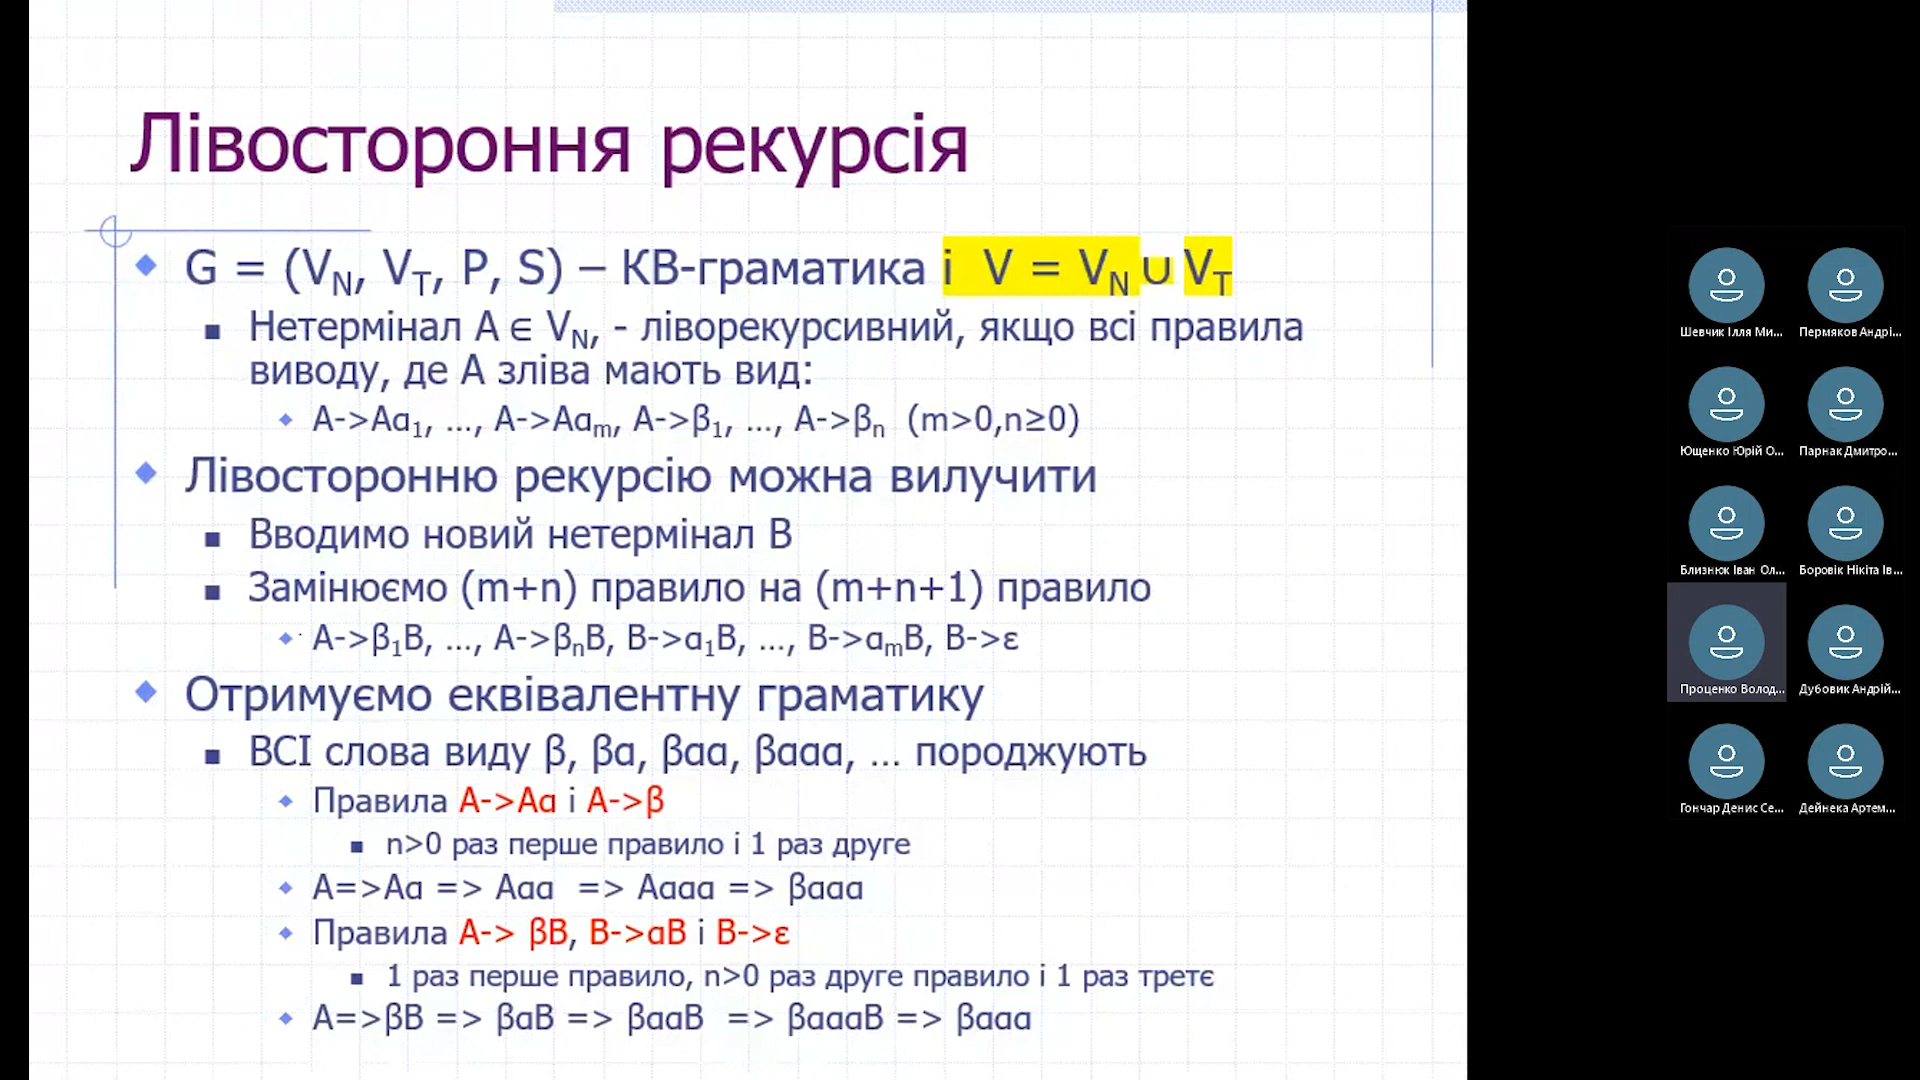 Лівостороння рекурсія
G = (V_N, V_T, P, S) – КВ-граматика і V = V_N ∪ V_T
Нетермінал A ∈ V_N, - ліворекурсивний, якщо всі правила
виводу, де A зліва мають вид:
A->Aα₁, …, A->Aαₘ, A->β₁, …, A->βₙ (m>0,n≥0)
Лівосторонню рекурсію можна вилучити
Вводимо новий нетермінал B
Замінюємо (m+n) правило на (m+n+1) правило
A->β₁B, …, A->βₙB, B->α₁B, …, B->αₘB, B->ε
Отримуємо еквівалентну граматику
ВСІ слова виду β, βα, βαα, βααα, … породжують
Правила A->Aα і A->β
n>0 раз перше правило і 1 раз друге
A=>Aα => Aαα => Aααα => βααα
Правила A-> βB, B->αB і B->ε
1 раз перше правило, n>0 раз друге правило і 1 раз третє
A=>βB => βαB => βααB => βαααB => βααα
Шевчик Ілля Ми...
Пермяков Андрі...
Ющенко Юрій О...
Парнак Дмитро...
Близнюк Іван Ол...
Боровік Нікіта Ів...
Проценко Волод...
Дубовик Андрій...
Гончар Денис Се...
Дейнека Артем...